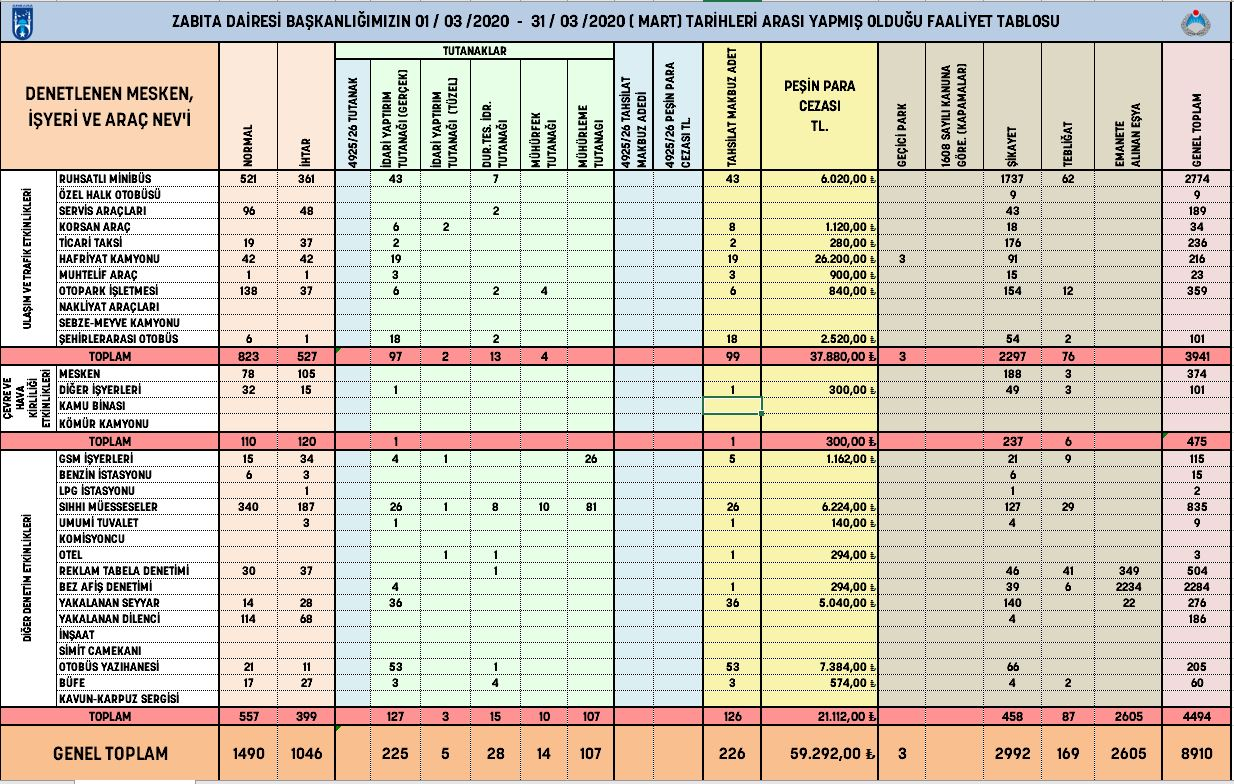 ZABITA DAİRESİ BAŞKANLIĞIMIZIN 01 / 03 /2020 - 31 / 03 /2020 ( MART) TARİHLERİ ARASI YAPMIŞ OLDUĞU FAALİYET TABLOSU
DENETLENEN MESKEN, İŞYERİ VE ARAÇ NEV'İ
NORMAL
İHTAR
TUTANAKLAR
4925/26 TUTANAK
İDARİ YAPTIRIM TUTANAĞI (GERÇEK)
İDARİ YAPTIRIM TUTANAĞI (TÜZEL)
DUR.TES. İDR. TUTANAĞI
MÜHÜRFEK TUTANAĞI
MÜHÜRLEME TUTANAGI
4925/26 TAHSİLAT MAKBUZ ADEDİ
4925/26 PEŞİN PARA CEZASI TL
TAHSİLAT MAKBUZ ADET
PEŞİN PARA CEZASI TL.
GEÇİCİ PARK
1608 SAYILI KANUNA GÖRE. (KAPAMALAR)
ŞİKAYET
TEBLİĞAT
EMANETE ALINAN EŞYA
GENEL TOPLAM
ULAŞIM VE TRAFİK ETKİNLİKLERİ
RUHSATLI MİNİBÜS 521 361 43 7 43 6.020,00 ₺ 1737 62 2774
ÖZEL HALK OTOBÜSÜ 9 9
SERVİS ARAÇLARI 96 48 2 43 189
KORSAN ARAÇ 6 2 8 1.120,00 ₺ 18 34
TİCARİ TAKSİ 19 37 2 2 280,00 ₺ 176 236
HAFRİYAT KAMYONU 42 42 19 19 26.200,00 ₺ 3 91 216
MUHTELİF ARAÇ 1 1 3 3 900,00 ₺ 15 23
OTOPARK İŞLETMESİ 138 37 6 2 4 6 840,00 ₺ 154 12 359
NAKLİYAT ARAÇLARI
SEBZE-MEYVE KAMYONU
ŞEHİRLERARASI OTOBÜS 6 1 18 2 18 2.520,00 ₺ 54 2 101
TOPLAM 823 527 97 2 13 4 99 37.880,00 ₺ 3 2297 76 3941
ÇEVRE VE HAVA KİRLİLİĞİ ETKİNLİKLERİ
MESKEN 78 105 188 3 374
DİĞER İŞYERLERİ 32 15 1 1 300,00 ₺ 49 3 101
KAMU BİNASI
KÖMÜR KAMYONU
TOPLAM 110 120 1 1 300,00 ₺ 237 6 475
DİĞER DENETİM ETKİNLİKLERİ
GSM İŞYERLERİ 15 34 4 1 26 5 1.162,00 ₺ 21 9 115
BENZİN İSTASYONU 6 3 6 15
LPG İSTASYONU 1 1 2
SIHHI MÜESSESELER 340 187 26 1 8 10 81 26 6.224,00 ₺ 127 29 835
UMUMİ TUVALET 3 1 1 140,00 ₺ 4 9
KOMİSYONCU
OTEL 1 1 1 294,00 ₺ 3
REKLAM TABELA DENETİMİ 30 37 1 46 41 349 504
BEZ AFİŞ DENETİMİ 4 1 294,00 ₺ 39 6 2234 2284
YAKALANAN SEYYAR 14 28 36 36 5.040,00 ₺ 140 22 276
YAKALANAN DİLENCİ 114 68 4 186
İNŞAAT
SİMİT CAMEKANI
OTOBÜS YAZIHANESİ 21 11 53 1 53 7.384,00 ₺ 66 205
BÜFE 17 27 3 4 3 574,00 ₺ 4 2 60
KAVUN-KARPUZ SERGİSİ
TOPLAM 557 399 127 3 15 10 107 126 21.112,00 ₺ 458 87 2605 4494
GENEL TOPLAM 1490 1046 225 5 28 14 107 226 59.292,00 ₺ 3 2992 169 2605 8910